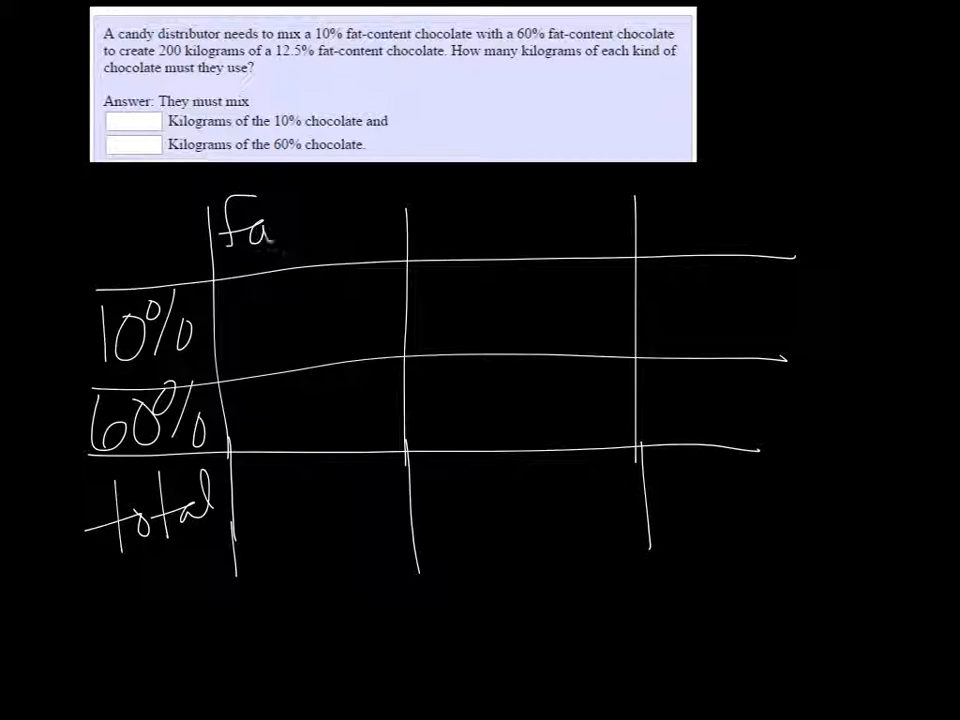 A candy distributor needs to mix a 10% fat-content chocolate with a 60% fat-content chocolate
to create 200 kilograms of a 12.5% fat-content chocolate. How many kilograms of each kind of
chocolate must they use?
Answer: They must mix
Kilograms of the 10% chocolate and
Kilograms of the 60% chocolate.
fa
10%
60%
total